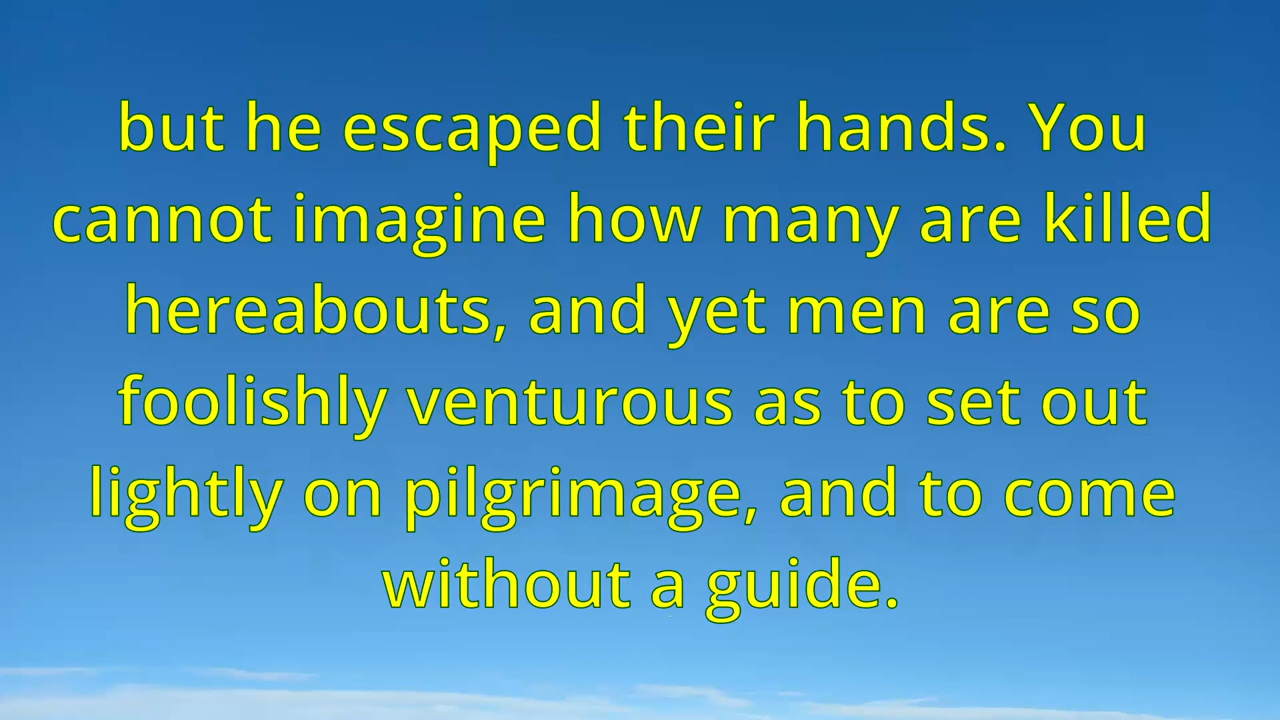 but he escaped their hands. You
cannot imagine how many are killed
hereabouts, and yet men are so
foolishly venturous as to set out
lightly on pilgrimage, and to come
without a guide.